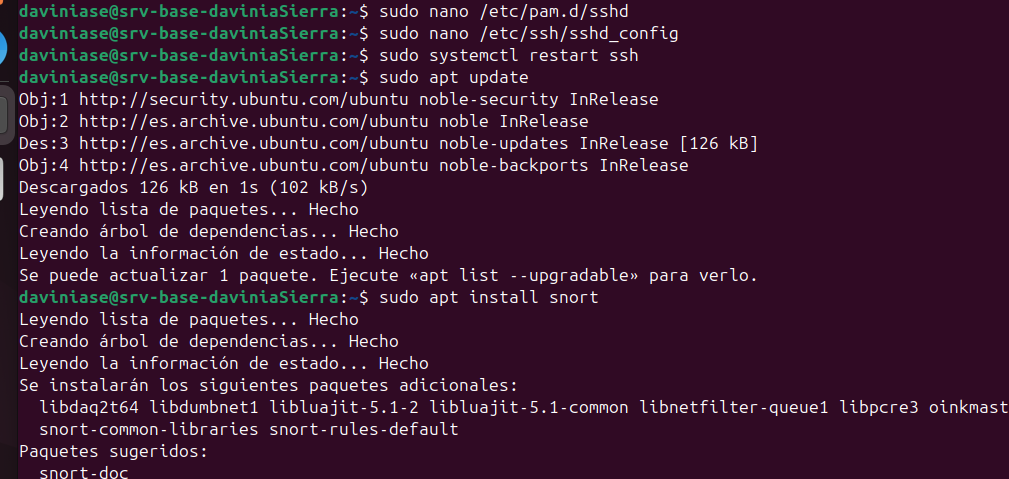 daviniase@srv-base-daviniaSierra:~$ sudo nano /etc/pam.d/sshd
daviniase@srv-base-daviniaSierra:~$ sudo nano /etc/ssh/sshd_config
daviniase@srv-base-daviniaSierra:~$ sudo systemctl restart ssh
daviniase@srv-base-daviniaSierra:~$ sudo apt update
Obj:1 http://security.ubuntu.com/ubuntu noble-security InRelease
Obj:2 http://es.archive.ubuntu.com/ubuntu noble InRelease
Des:3 http://es.archive.ubuntu.com/ubuntu noble-updates InRelease [126 kB]
Obj:4 http://es.archive.ubuntu.com/ubuntu noble-backports InRelease
Descargados 126 kB en 1s (102 kB/s)
Leyendo lista de paquetes... Hecho
Creando árbol de dependencias... Hecho
Leyendo la información de estado... Hecho
Se puede actualizar 1 paquete. Ejecute «apt list --upgradable» para verlo.
daviniase@srv-base-daviniaSierra:~$ sudo apt install snort
Leyendo lista de paquetes... Hecho
Creando árbol de dependencias... Hecho
Leyendo la información de estado... Hecho
Se instalarán los siguientes paquetes adicionales:
libdaq2t64 libdumbnet1 libluajit-5.1-2 libluajit-5.1-common libnetfilter-queue1 libpcre3 oinkmast
snort-common-libraries snort-rules-default
Paquetes sugeridos:
snort-doc